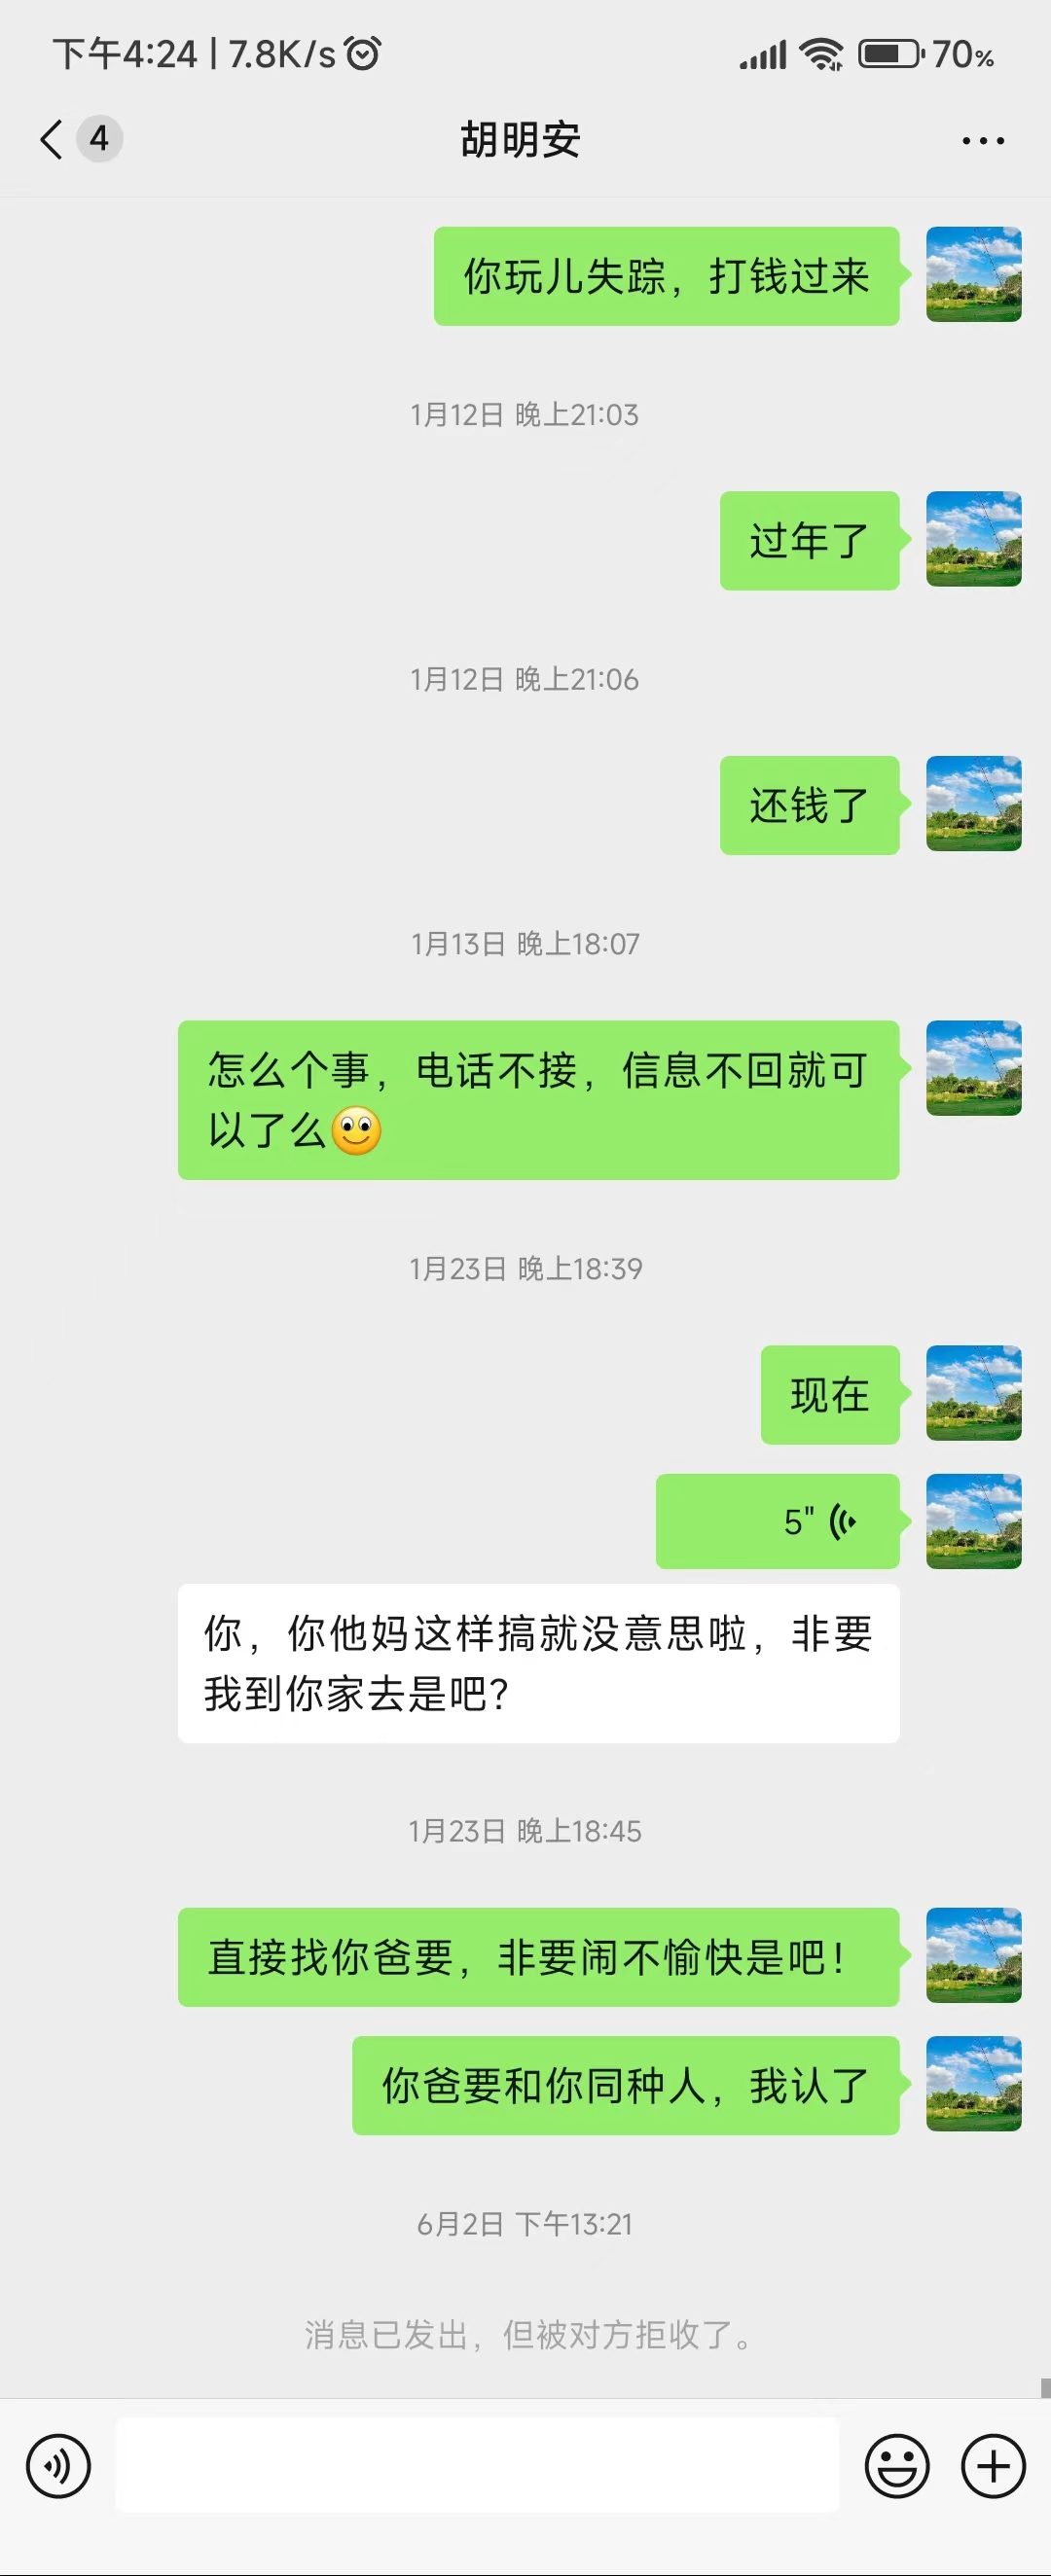 下午4:24 | 7.8K/s
70%
4
胡明安
你玩儿失踪，打钱过来
1月12日 晚上21:03
过年了
1月12日 晚上21:06
还钱了
1月13日 晚上18:07
怎么个事，电话不接，信息不回就可
以了么
1月23日 晚上18:39
现在
5"
你，你他妈这样搞就没意思啦，非要
我到你家去是吧？
1月23日 晚上18:45
直接找你爸要，非要闹不愉快是吧！
你爸要和你同种人，我认了
6月2日 下午13:21
消息已发出，但被对方拒收了。